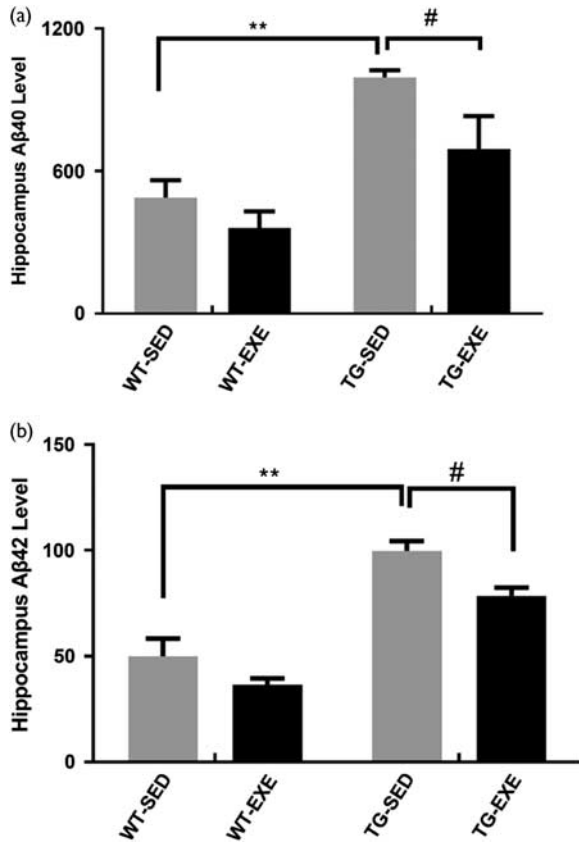 (a)
Hippocampus Aβ40 Level
1200
600
0
**
#
WT-SED
WT-EXE
TG-SED
TG-EXE
(b)
Hippocampus Aβ42 Level
150
100
50
0
**
#
WT-SED
WT-EXE
TG-SED
TG-EXE